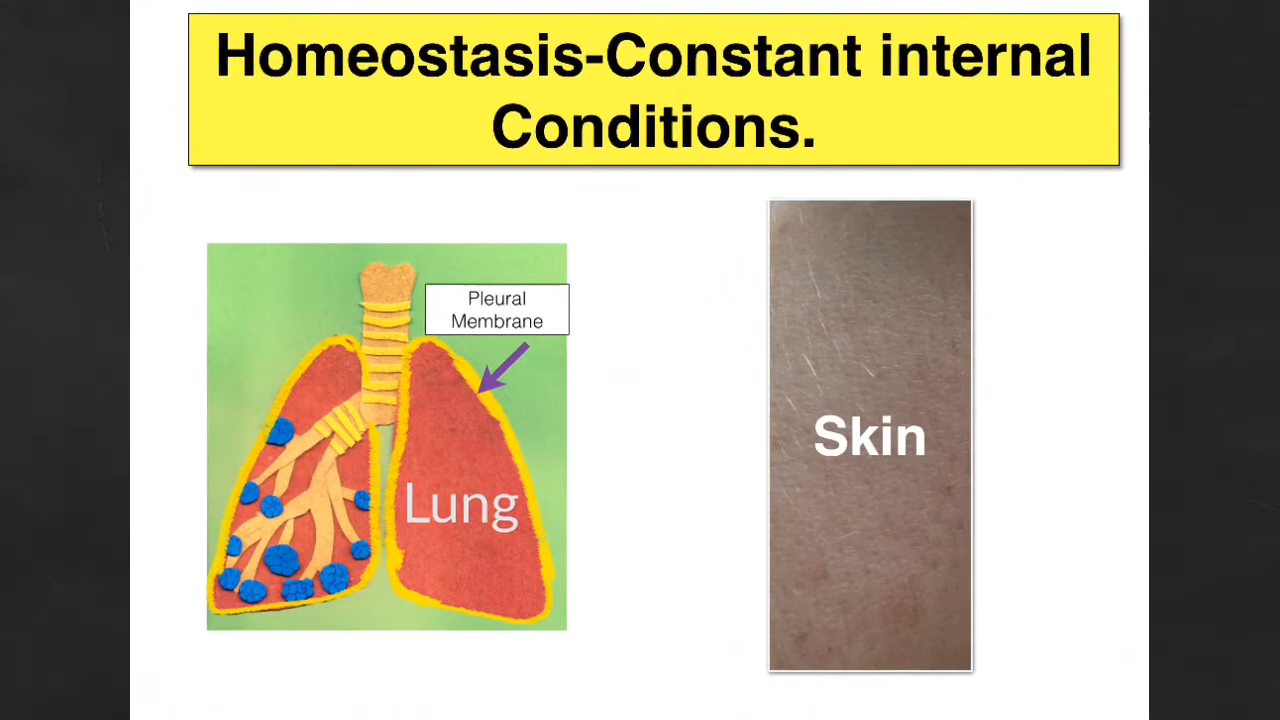 Homeostasis-Constant internal
Conditions.
Pleural
Membrane
Lung
Skin